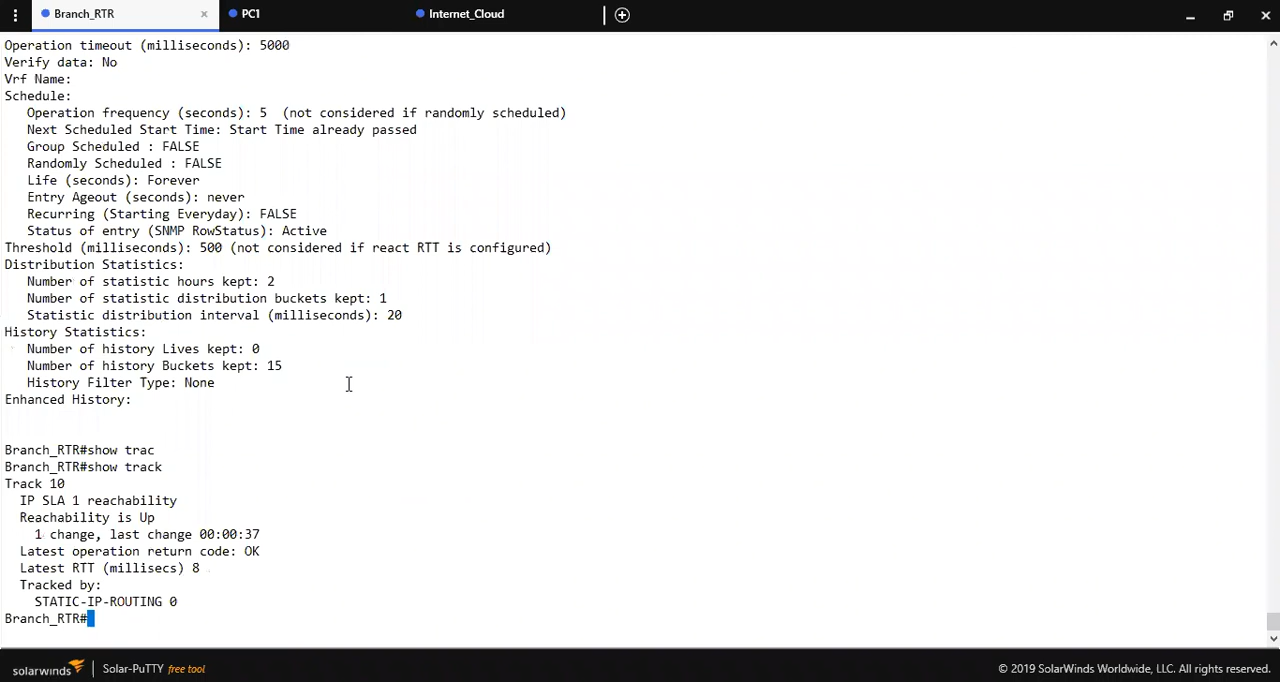 Branch_RTR
PC1
Internet_Cloud
Operation timeout (milliseconds): 5000
Verify data: No
Vrf Name:
Schedule:
Operation frequency (seconds): 5  (not considered if randomly scheduled)
Next Scheduled Start Time: Start Time already passed
Group Scheduled : FALSE
Randomly Scheduled : FALSE
Life (seconds): Forever
Entry Ageout (seconds): never
Recurring (Starting Everyday): FALSE
Status of entry (SNMP RowStatus): Active
Threshold (milliseconds): 500 (not considered if react RTT is configured)
Distribution Statistics:
Number of statistic hours kept: 2
Number of statistic distribution buckets kept: 1
Statistic distribution interval (milliseconds): 20
History Statistics:
Number of history Lives kept: 0
Number of history Buckets kept: 15
History Filter Type: None
Enhanced History:
Branch_RTR#show trac
Branch_RTR#show track
Track 10
IP SLA 1 reachability
Reachability is Up
1 change, last change 00:00:37
Latest operation return code: OK
Latest RTT (millisecs) 8
Tracked by:
STATIC-IP-ROUTING 0
Branch_RTR#
solarwinds
Solar-PuTTY free tool
© 2019 SolarWinds Worldwide, LLC. All rights reserved.